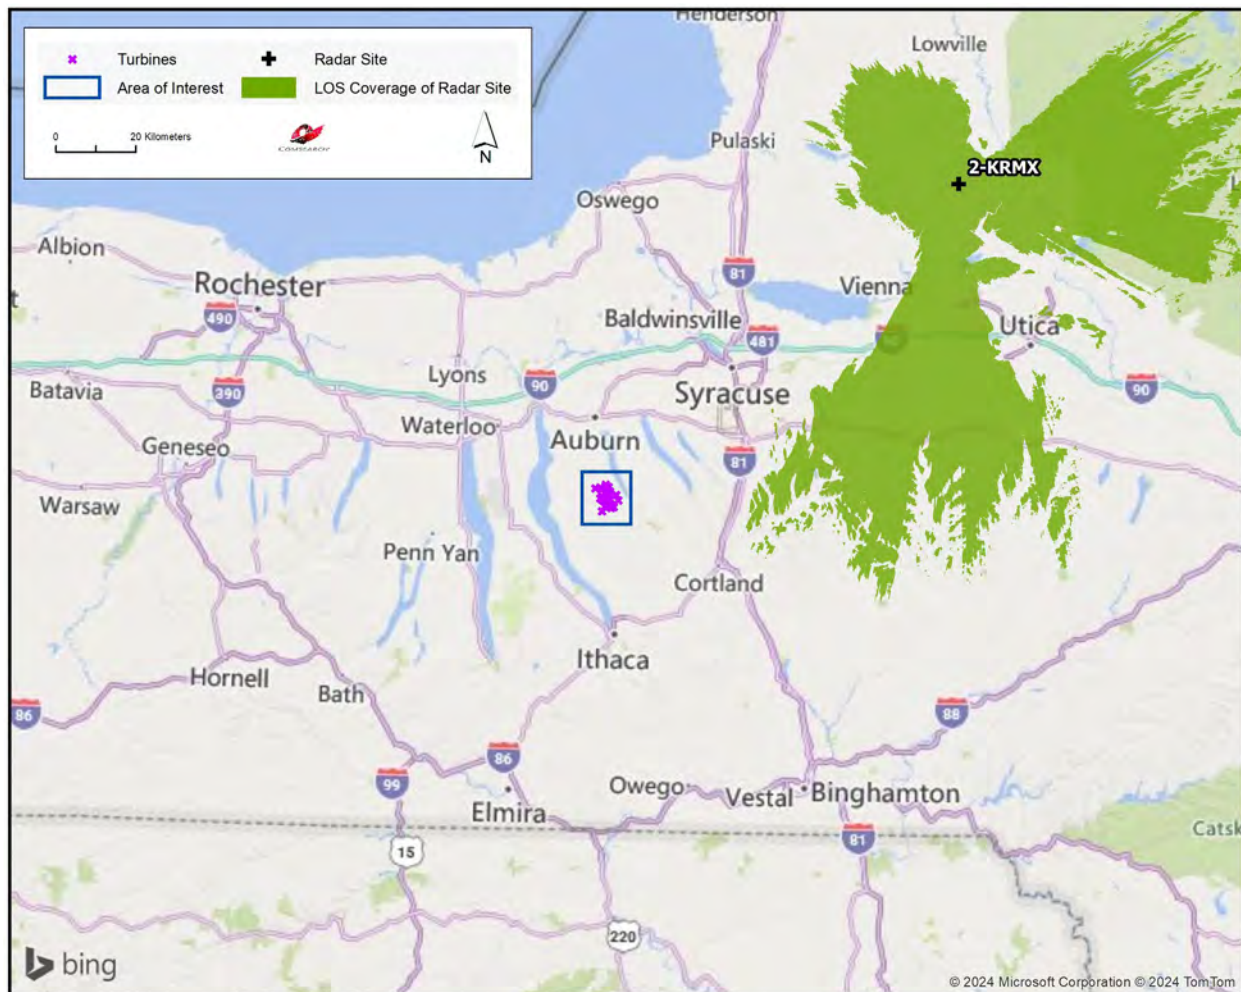 Henderson
Turbines
Radar Site
Area of Interest
LOS Coverage of Radar Site
0
20 Kilometers
COMSEARCH
N
Lowville
Pulaski
2-KRMX
Oswego
Albion
81
Rochester
Vienna
490
Baldwinsville
481
Utica
Lyons
90
390
Batavia
Syracuse
90
Waterloo
Auburn
Geneseo
81
Warsaw
Penn Yan
Cortland
Ithaca
Hornell
Bath
86
88
86
99
Owego
Vestal
Binghamton
Elmira
15
81
Catsk
220
bing
© 2024 Microsoft Corporation © 2024 TomTom